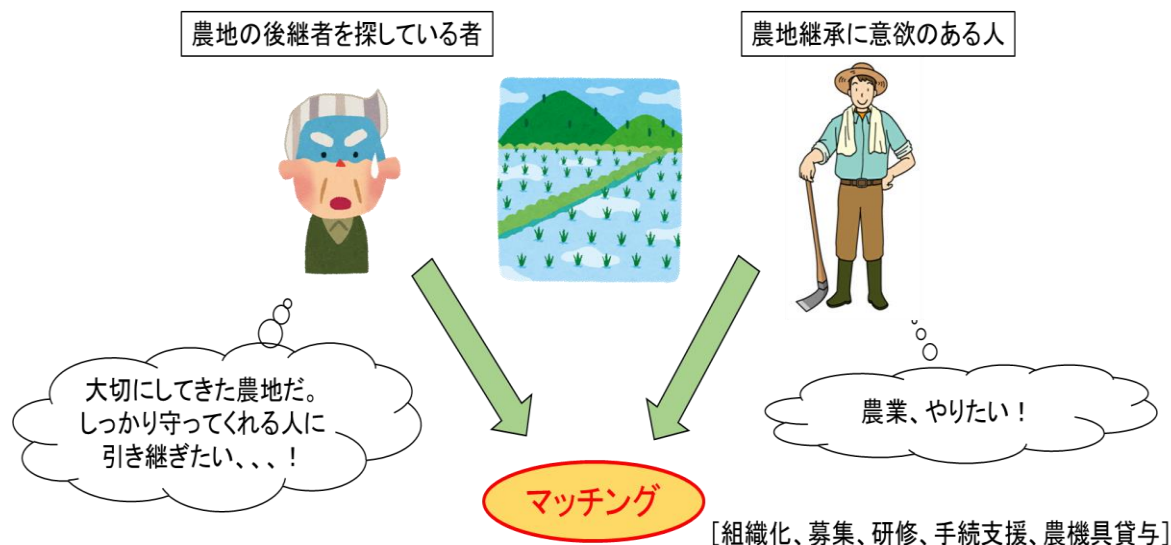 農地の後継者を探している者
農地継承に意欲のある人
大切にしてきた農地だ。
しっかり守ってくれる人に
引き継ぎたい、、、！
農業、やりたい！
マッチング
[組織化、募集、研修、手続支援、農機具貸与]